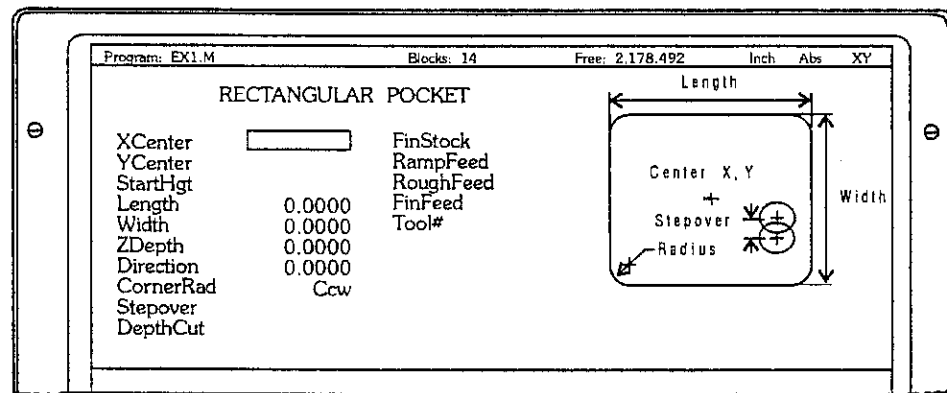 Program: EX1.M Blocks: 14 Free: 2,178.492 Inch Abs XY
RECTANGULAR POCKET
XCenter FinStock
YCenter RampFeed
StartHgt RoughFeed
Length 0.0000 FinFeed
Width 0.0000 Tool#
ZDepth 0.0000
Direction 0.0000
CornerRad Ccw
Stepover
DepthCut
Length
Center X, Y
Width
Stepover
Radius